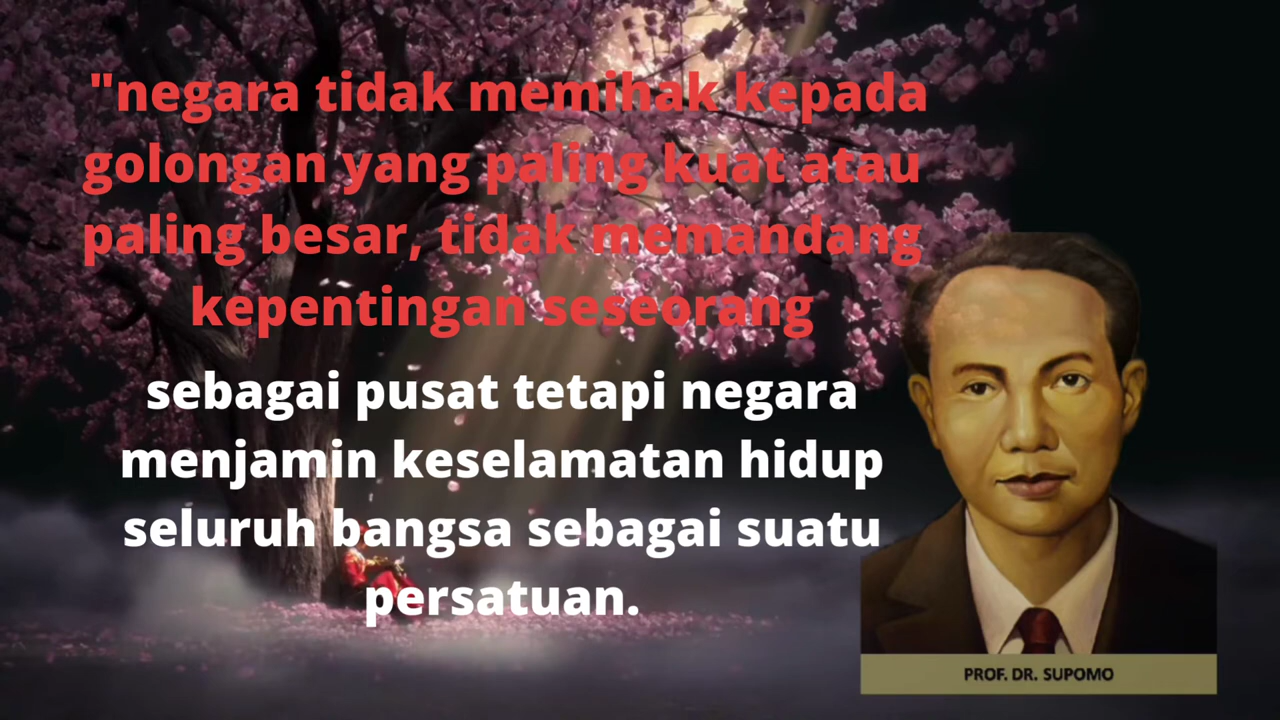 "negara tidak memihak kepada
golongan yang paling kuat atau
paling besar, tidak memandang
kepentingan seseorang
sebagai pusat tetapi negara
menjamin keselamatan hidup
seluruh bangsa sebagai suatu
persatuan.
PROF. DR. SUPOMO